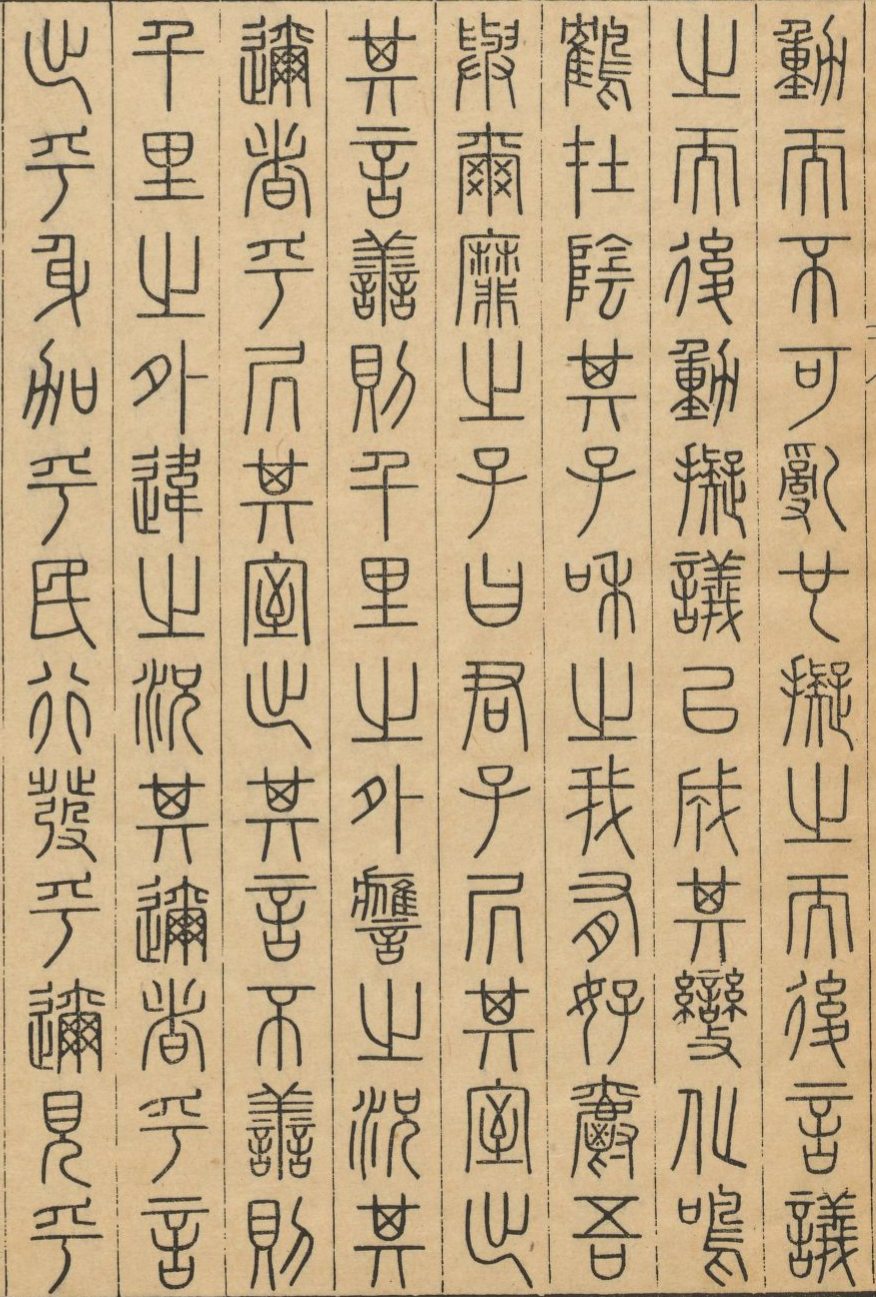 動而不可亂也擬之而後言議
之而後動擬議以成其變化鳴
鶴在陰其子和之我有好爵吾
與爾靡之子曰君子居其室出
其言善則千里之外譍之況其
邇者乎居其室出其言不善則
千里之外違之況其邇者乎言
出乎身加乎民行發乎邇見乎